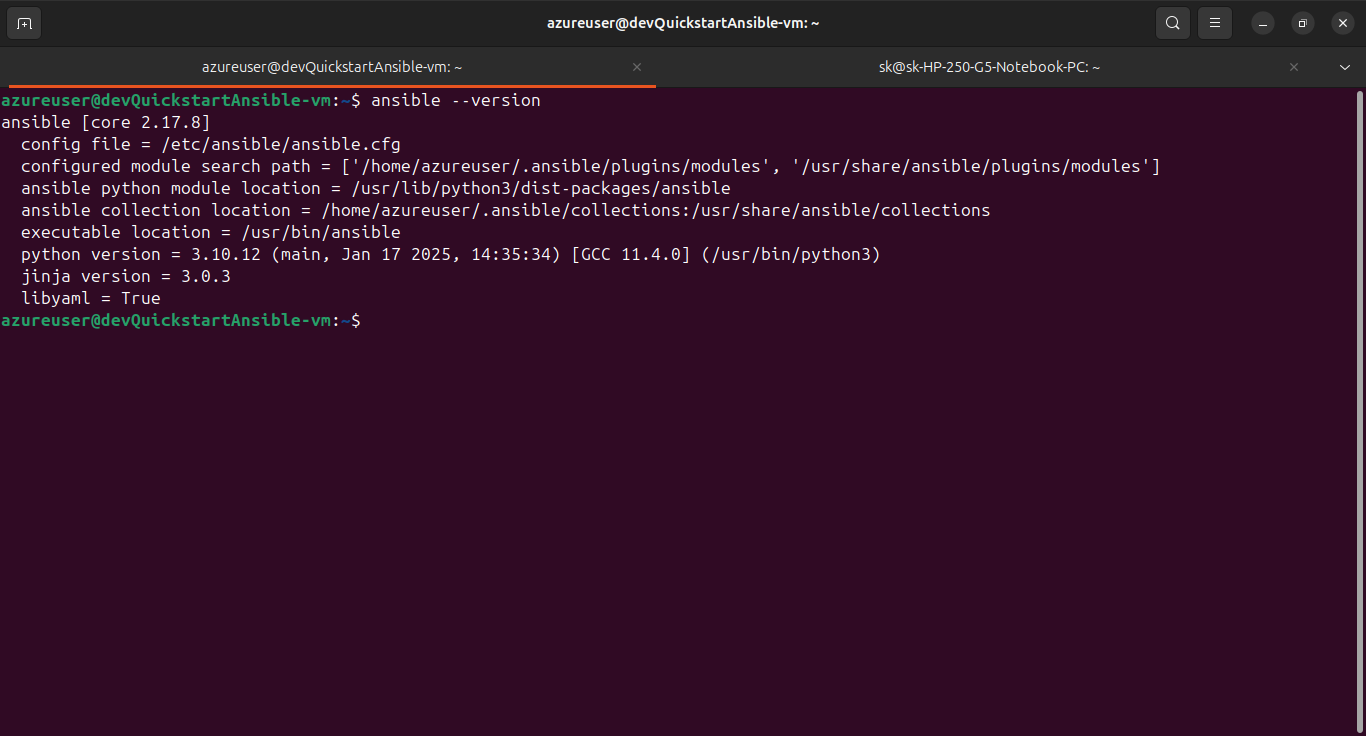 azureuser@devQuickstartAnsible-vm: ~
azureuser@devQuickstartAnsible-vm: ~
sk@sk-HP-250-G5-Notebook-PC: ~
azureuser@devQuickstartAnsible-vm:~$ ansible --version
ansible [core 2.17.8]
  config file = /etc/ansible/ansible.cfg
  configured module search path = ['/home/azureuser/.ansible/plugins/modules', '/usr/share/ansible/plugins/modules']
  ansible python module location = /usr/lib/python3/dist-packages/ansible
  ansible collection location = /home/azureuser/.ansible/collections:/usr/share/ansible/collections
  executable location = /usr/bin/ansible
  python version = 3.10.12 (main, Jan 17 2025, 14:35:34) [GCC 11.4.0] (/usr/bin/python3)
  jinja version = 3.0.3
  libyaml = True
azureuser@devQuickstartAnsible-vm:~$